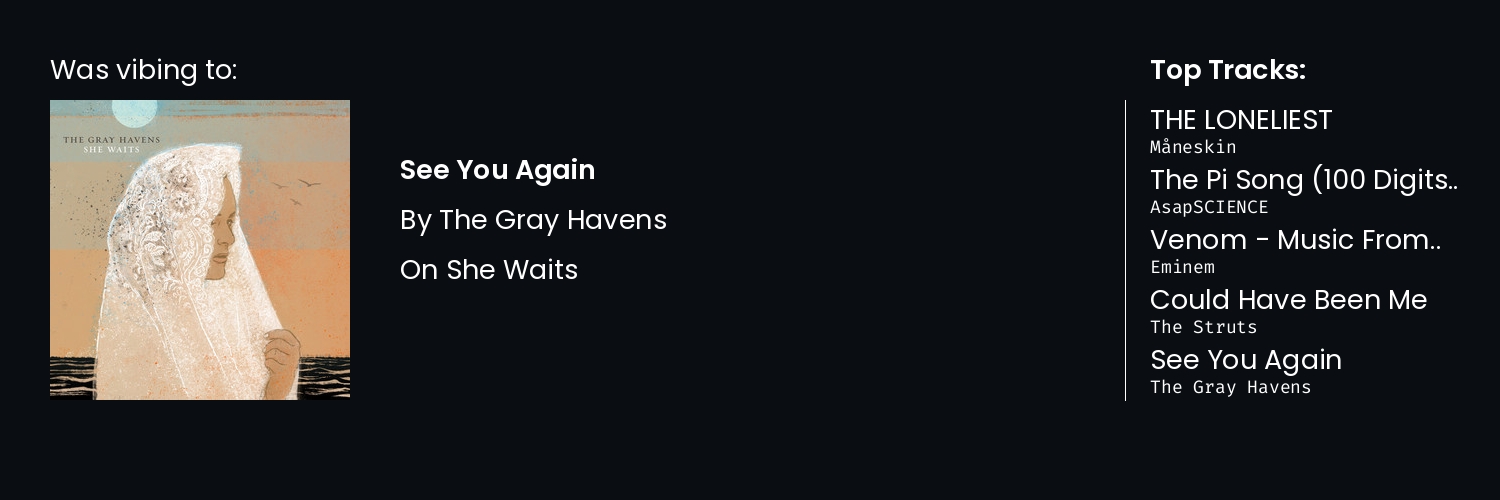 Was vibing to:
THE GRAY HAVENS
SHE WAITS
See You Again
By The Gray Havens
On She Waits
Top Tracks:
THE LONELIEST
Måneskin
The Pi Song (100 Digits..
AsapSCIENCE
Venom - Music From..
Eminem
Could Have Been Me
The Struts
See You Again
The Gray Havens